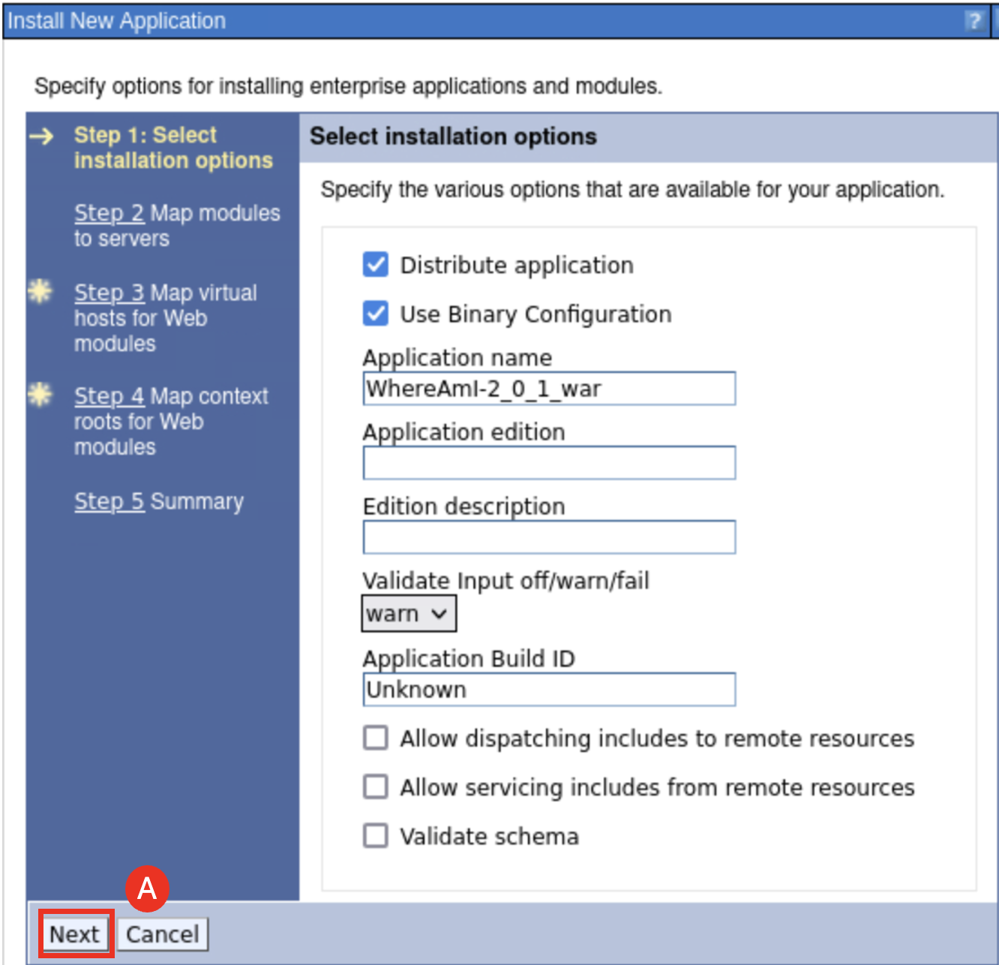 Install New Application
?
Specify options for installing enterprise applications and modules.
Step 1: Select
installation options
Step 2 Map modules
to servers
Step 3 Map virtual
hosts for Web
modules
Step 4 Map context
roots for Web
modules
Step 5 Summary
Select installation options
Specify the various options that are available for your application.
Distribute application
Use Binary Configuration
Application name
WhereAmI-2_0_1_war
Application edition
Edition description
Validate Input off/warn/fail
warn
Application Build ID
Unknown
Allow dispatching includes to remote resources
Allow servicing includes from remote resources
Validate schema
A
Next Cancel